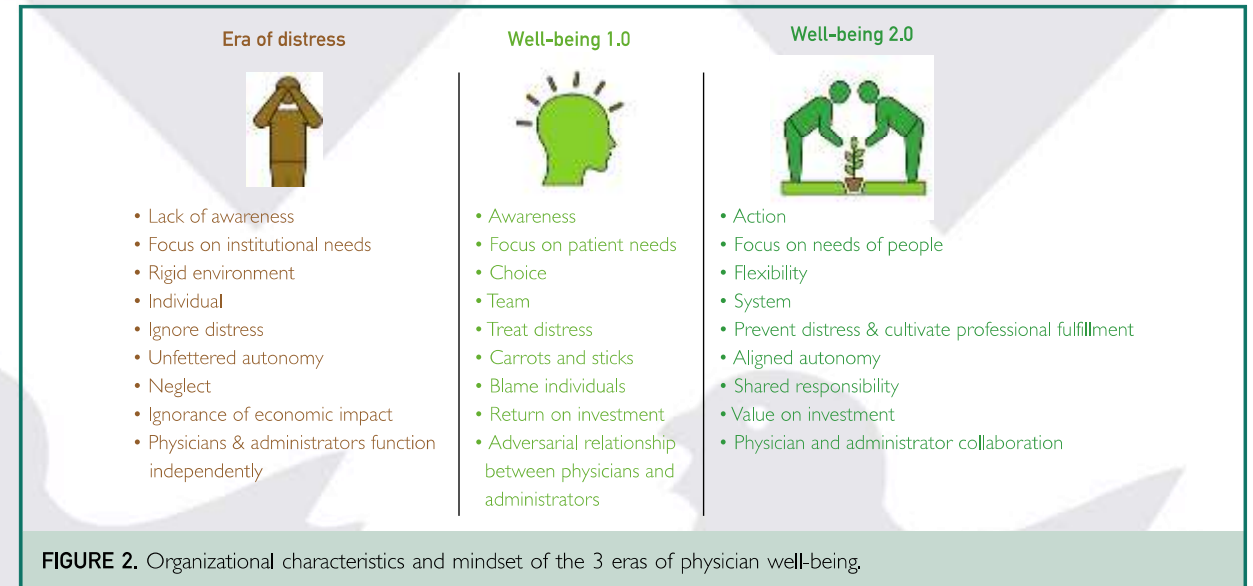 Era of distress
• Lack of awareness
• Focus on institutional needs
• Rigid environment
• Individual
• Ignore distress
• Unfettered autonomy
• Neglect
• Ignorance of economic impact
• Physicians & administrators function
independently
Well-being 1.0
• Awareness
• Focus on patient needs
• Choice
• Team
• Treat distress
• Carrots and sticks
• Blame individuals
• Return on investment
• Adversarial relationship
between physicians and
administrators
Well-being 2.0
• Action
• Focus on needs of people
• Flexibility
• System
• Prevent distress & cultivate professional fulfillment
• Aligned autonomy
• Shared responsibility
• Value on investment
• Physician and administrator collaboration
FIGURE 2. Organizational characteristics and mindset of the 3 eras of physician well-being.